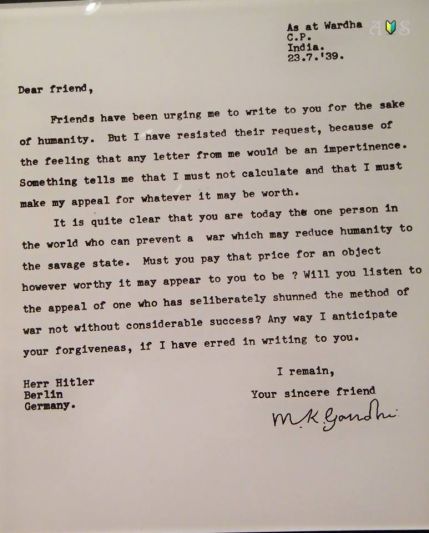 As at Wardha
C.P.
India.
23.7.'39.
Dear friend,
Friends have been urging me to write to you for the sake
of humanity. But I have resisted their request, because of
the feeling that any letter from me would be an impertinence.
Something tells me that I must not calculate and that I must
make my appeal for whatever it may be worth.
It is quite clear that you are today the one person in
the world who can prevent a war which may reduce humanity to
the savage state. Must you pay that price for an object
however worthy it may appear to you to be ? Will you listen to
the appeal of one who has seliberately shunned the method of
war not without considerable success? Any way I anticipate
your forgiveneas, if I have erred in writing to you.
I remain,
Your sincere friend
M.K.Gandhi
Herr Hitler
Berlin
Germany.